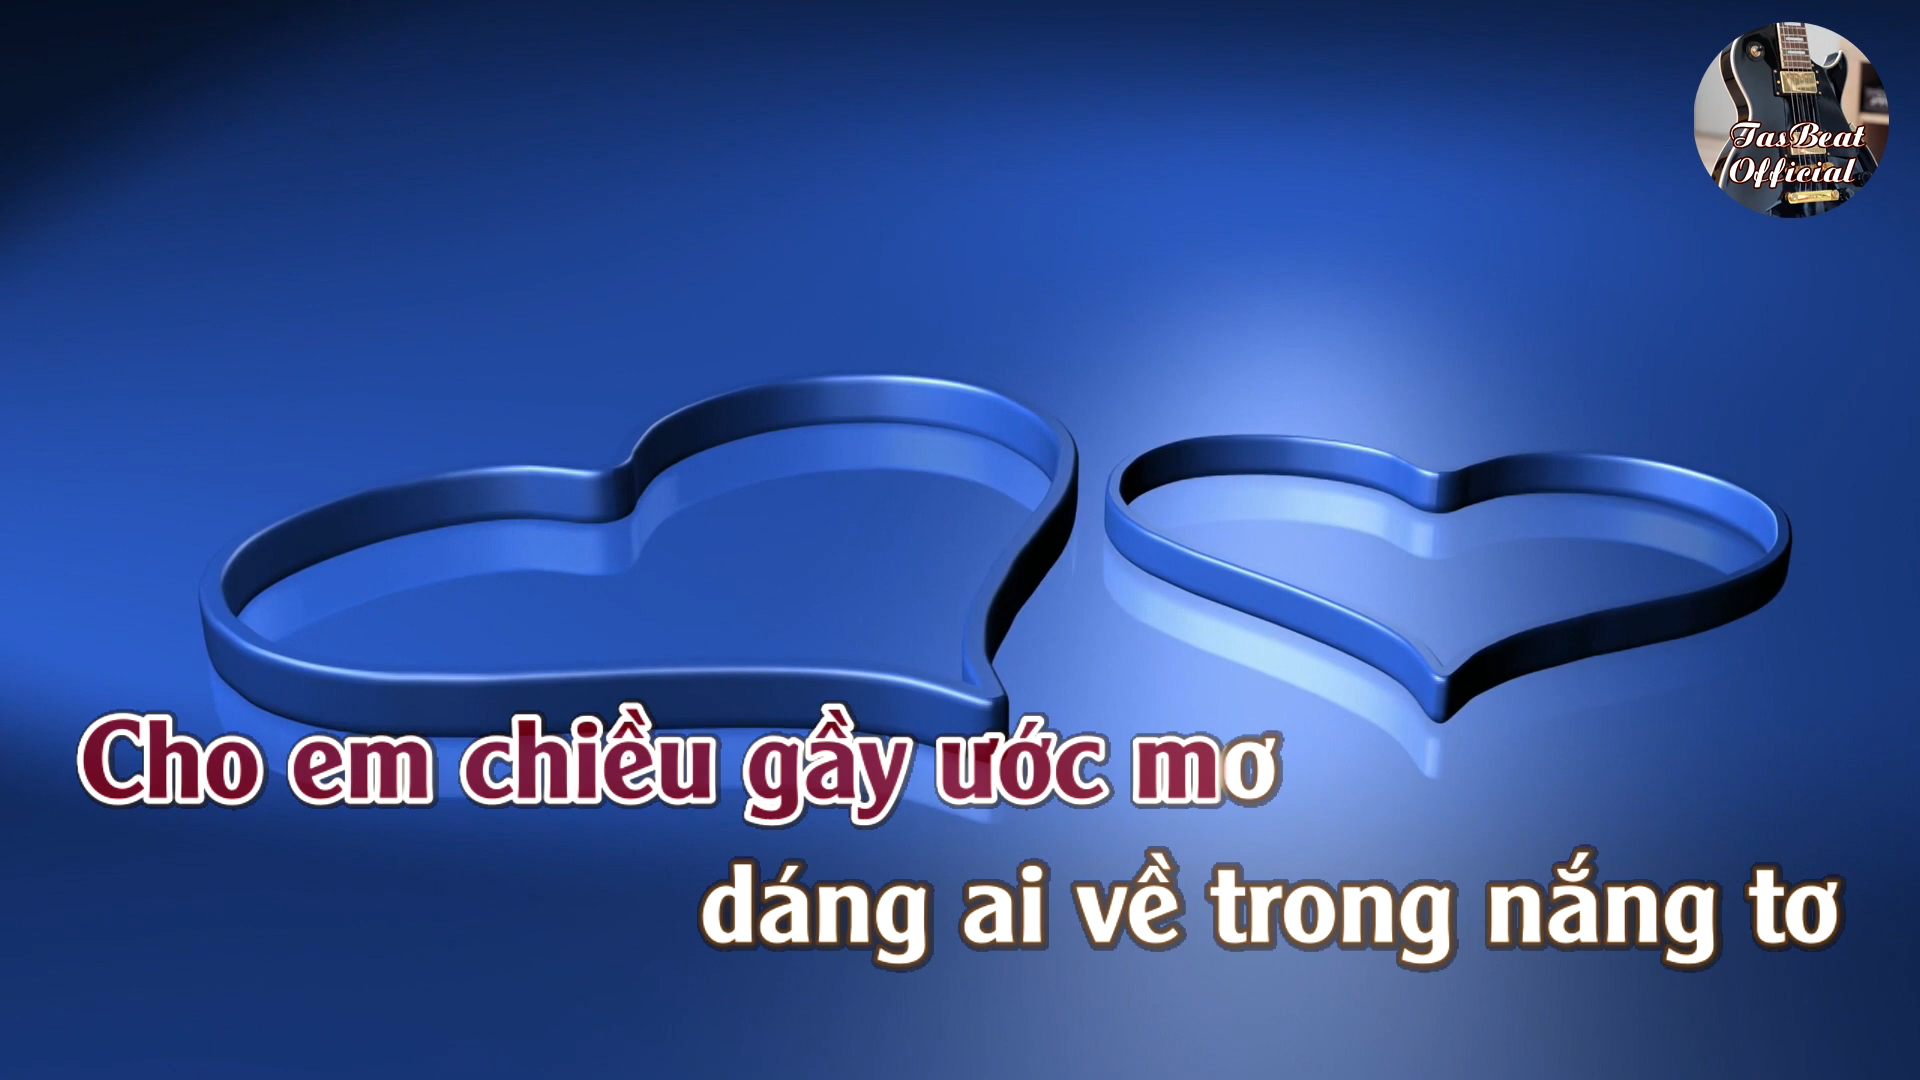 TasBeat
Official
Cho em chiều gầy ước mơ
dáng ai về trong nắng tơ